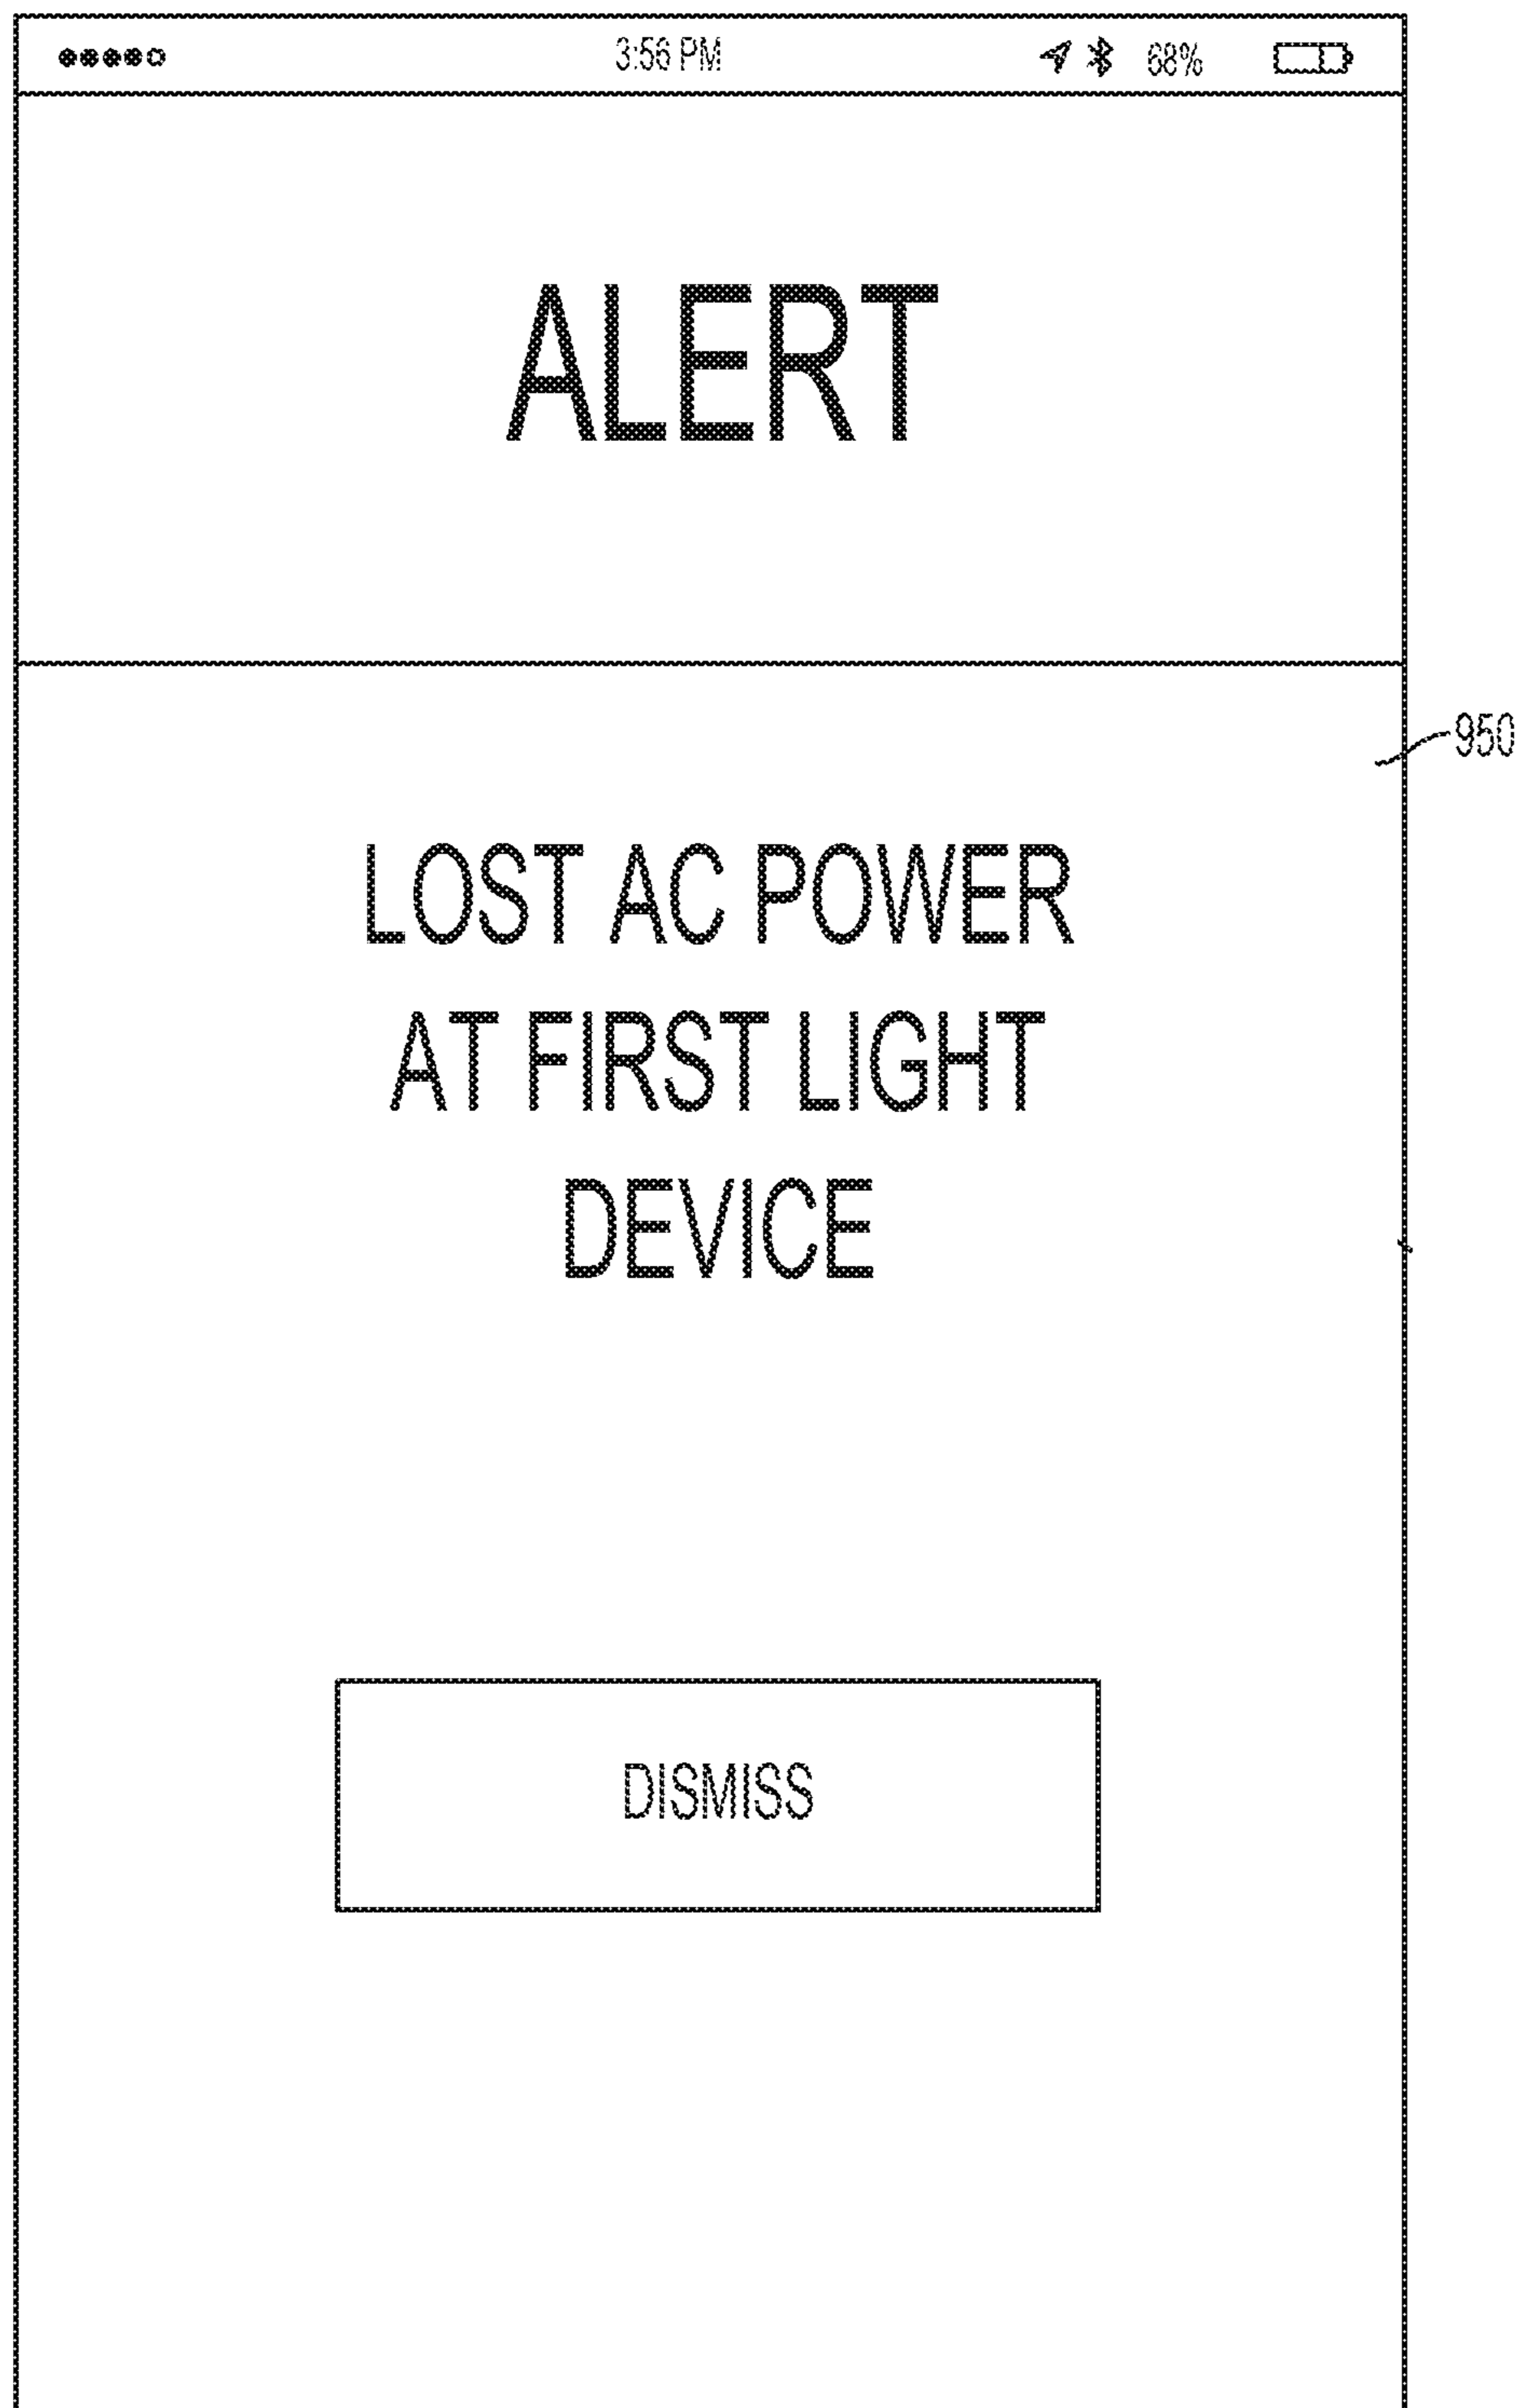 3:56 PM 68%
ALERT
950
LOST AC POWER
AT FIRST LIGHT
DEVICE
DISMISS